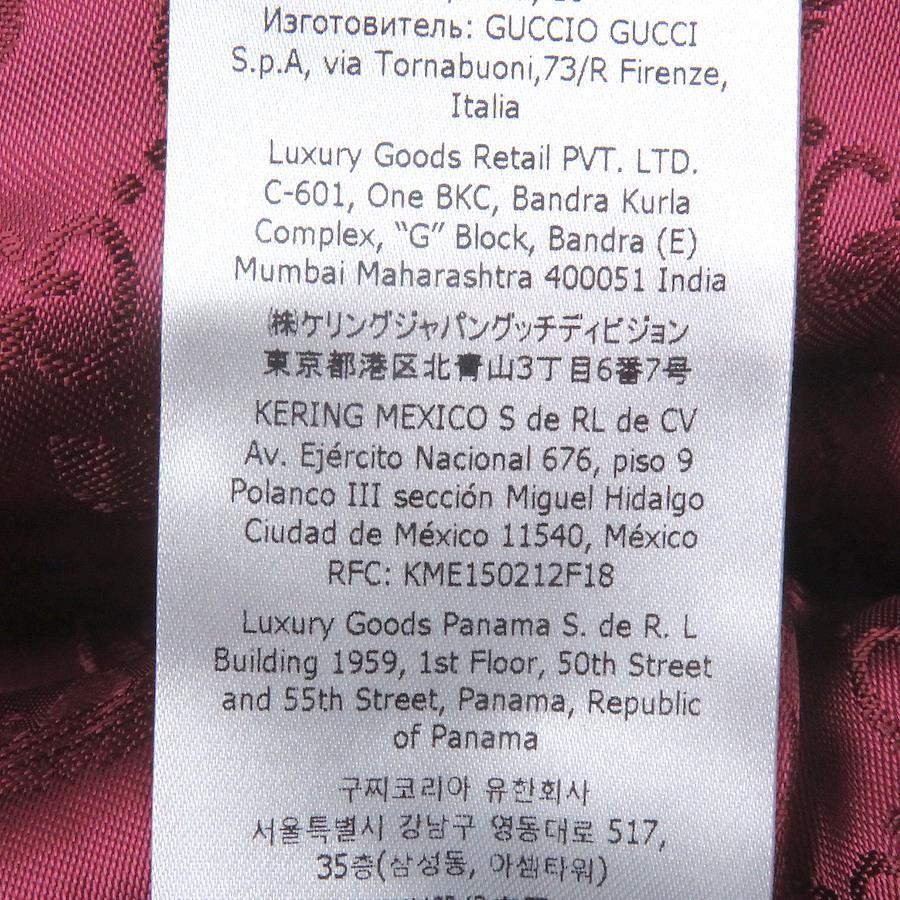 Изготовитель: GUCCIO GUCCI
S.p.A, via Tornabuoni,73/R Firenze,
Italia
Luxury Goods Retail PVT. LTD.
C-601, One BKC, Bandra Kurla
Complex, “G” Block, Bandra (E)
Mumbai Maharashtra 400051 India
㈱ケリングジャパングッチディビジョン
東京都港区北青山3丁目6番7号
KERING MEXICO S de RL de CV
Av. Ejército Nacional 676, piso 9
Polanco III sección Miguel Hidalgo
Ciudad de México 11540, México
RFC: KME150212F18
Luxury Goods Panama S. de R. L
Building 1959, 1st Floor, 50th Street
and 55th Street, Panama, Republic
of Panama
구찌코리아 유한회사
서울특별시 강남구 영동대로 517,
35층(삼성동, 아셈타워)